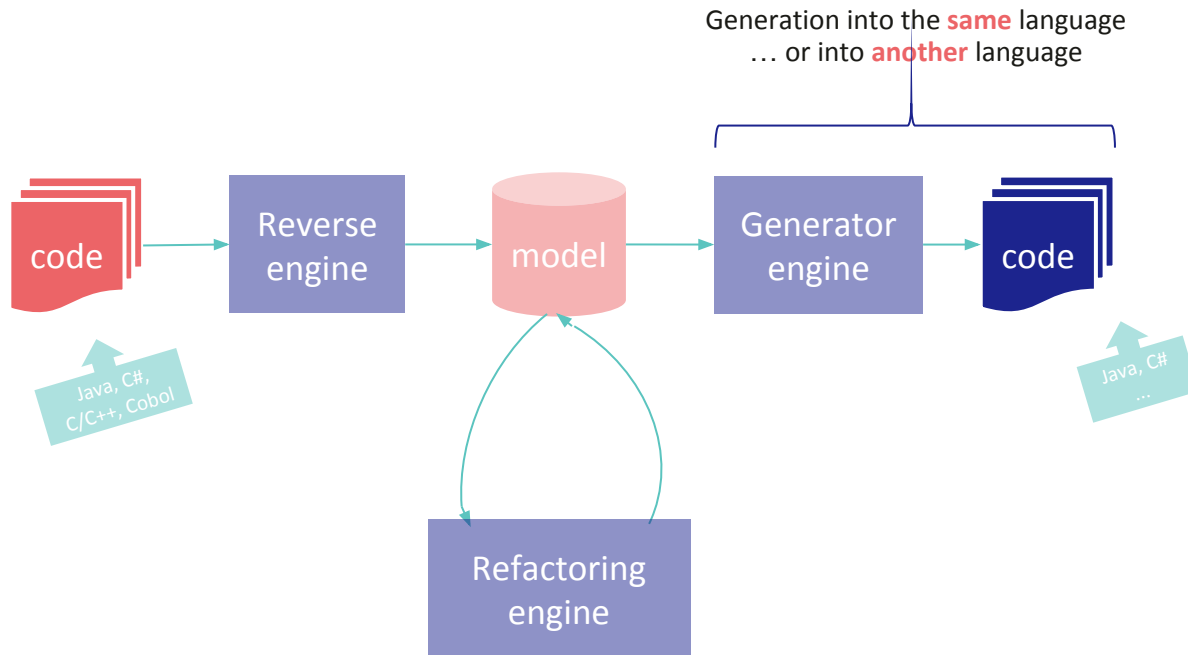 Generation into the same language
… or into another language
code
Reverse
engine
model
Generator
engine
code
Java, C#,
C/C++, Cobol
Java, C#
...
Refactoring
engine